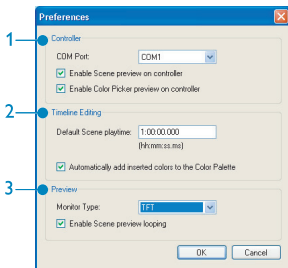 Preferences
1
Controller
COM Port: COM1
Enable Scene preview on controller
Enable Color Picker preview on controller
2
Timeline Editing
Default Scene playtime: 1:00:00.000
(hh:mm:ss.ms)
Automatically add inserted colors to the Color Palette
3
Preview
Monitor Type: TFT
Enable Scene preview looping
OK Cancel